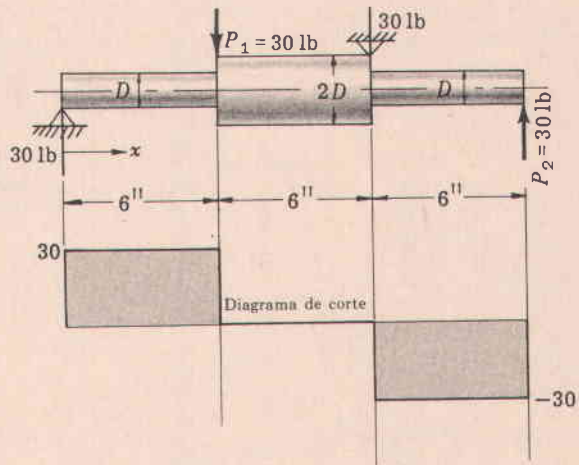 30 lb
P₁ = 30 lb
D
2D
D
30 lb
x
P₂ = 30 lb
6"
6"
6"
30
Diagrama de corte
−30